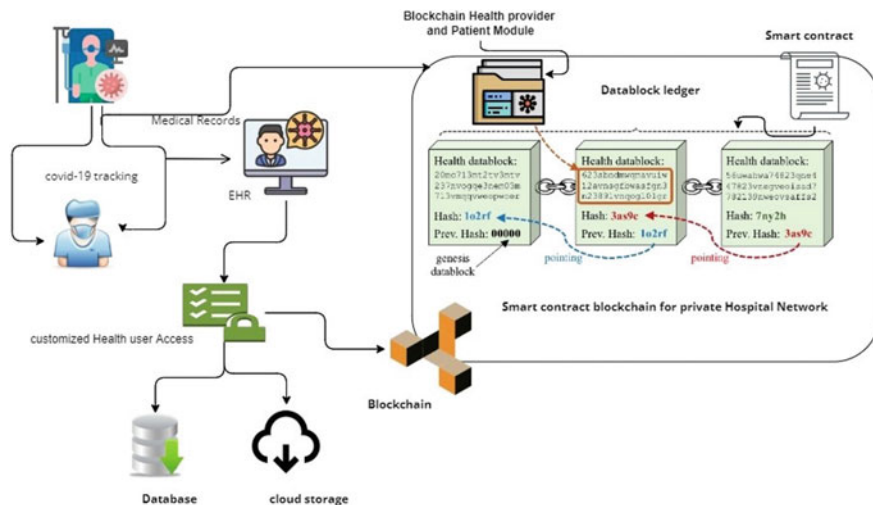 Blockchain Health provider
and Patient Module
Smart contract
Datablock ledger
Medical Records
covid-19 tracking
EHR
Health datablock:
Hash: 1o2rf
Prev. Hash: 00000
genesis
datablock
Health datablock:
Hash: 3as9c
Prev. Hash: 1o2rf
Health datablock:
Hash: 7ny2h
Prev. Hash: 3as9c
pointing
pointing
Smart contract blockchain for private Hospital Network
customized Health user Access
Blockchain
Database
cloud storage